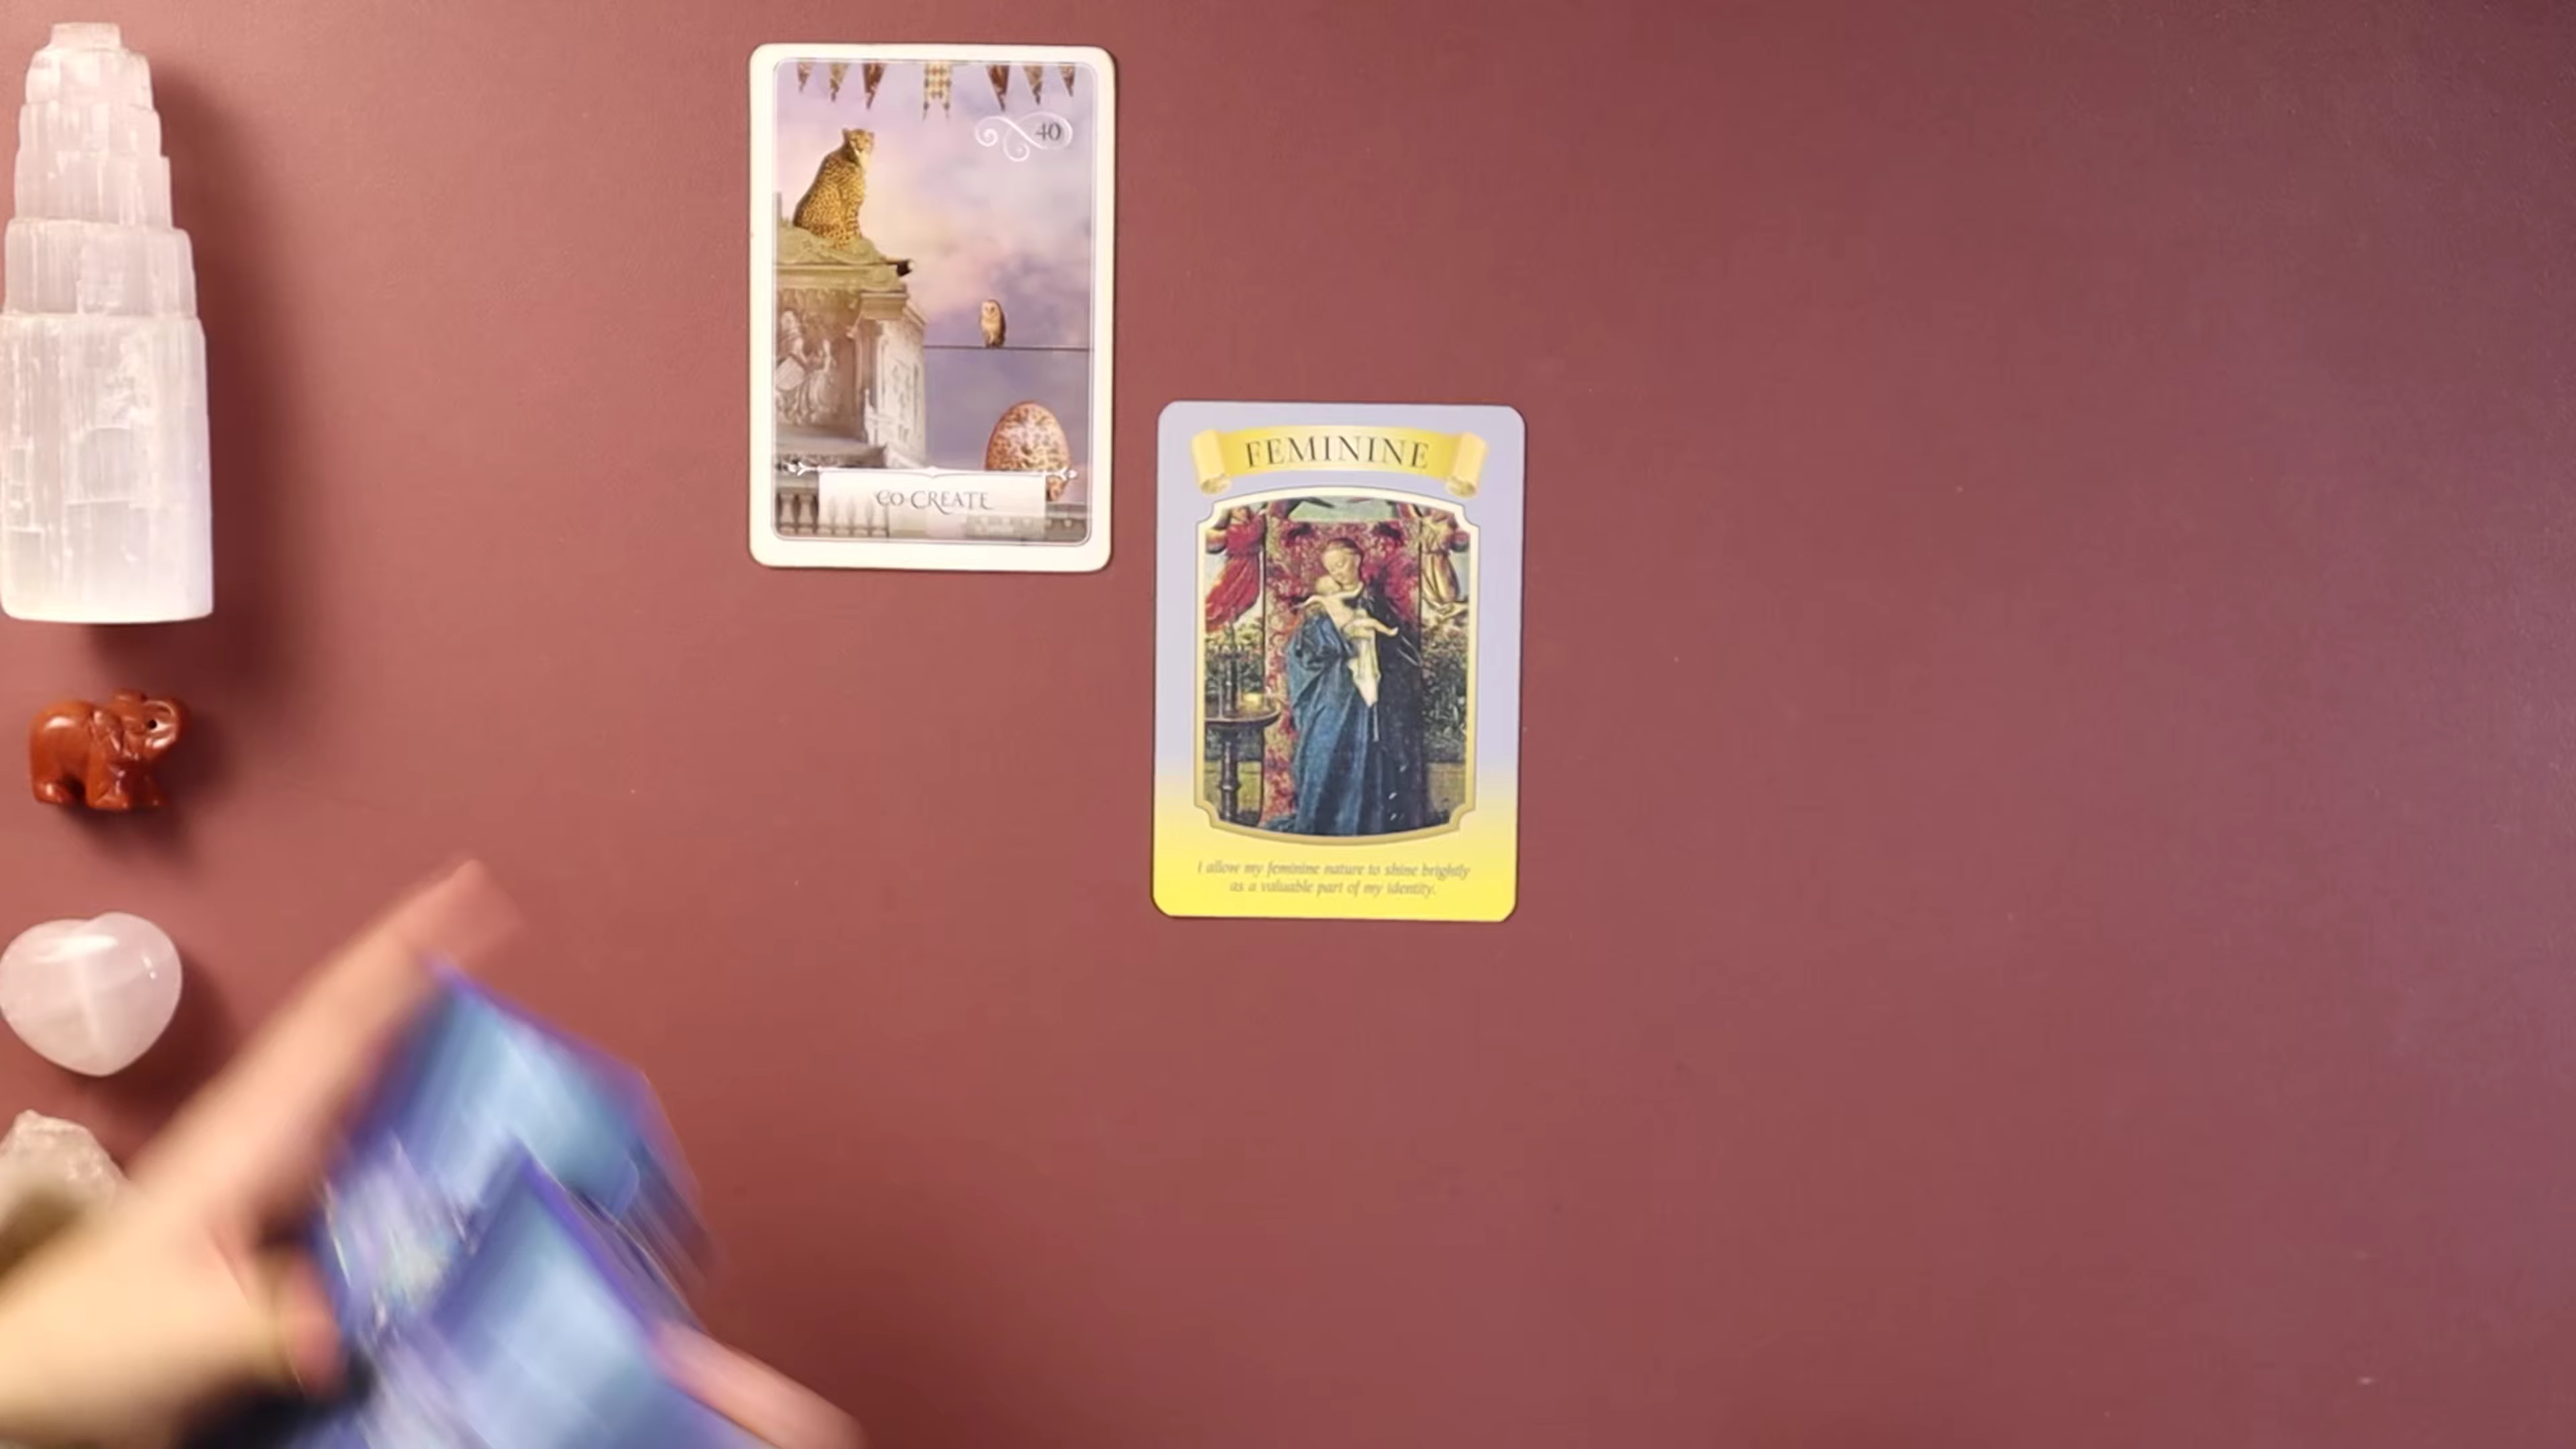 40
CO-CREATE
FEMININE
I allow my feminine nature to shine brightly
as a valuable part of my identity.